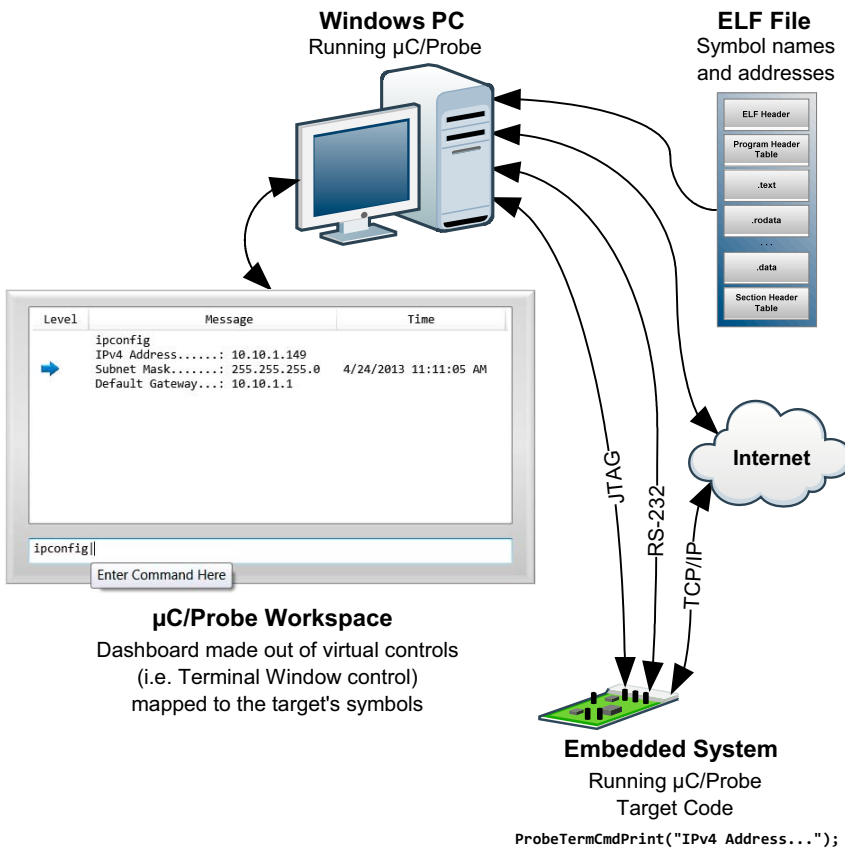 Windows PC
Running µC/Probe
ELF File
Symbol names
and addresses
ELF Header
Program Header
Table
.text
.rodata
...
.data
Section Header
Table
Level Message Time
ipconfig
IPv4 Address......: 10.10.1.149
Subnet Mask.......: 255.255.255.0 4/24/2013 11:11:05 AM
Default Gateway...: 10.10.1.1
ipconfig
Enter Command Here
Internet
JTAG
RS-232
TCP/IP
µC/Probe Workspace
Dashboard made out of virtual controls
(i.e. Terminal Window control)
mapped to the target's symbols
Embedded System
Running µC/Probe
Target Code
ProbeTermCmdPrint("IPv4 Address...");